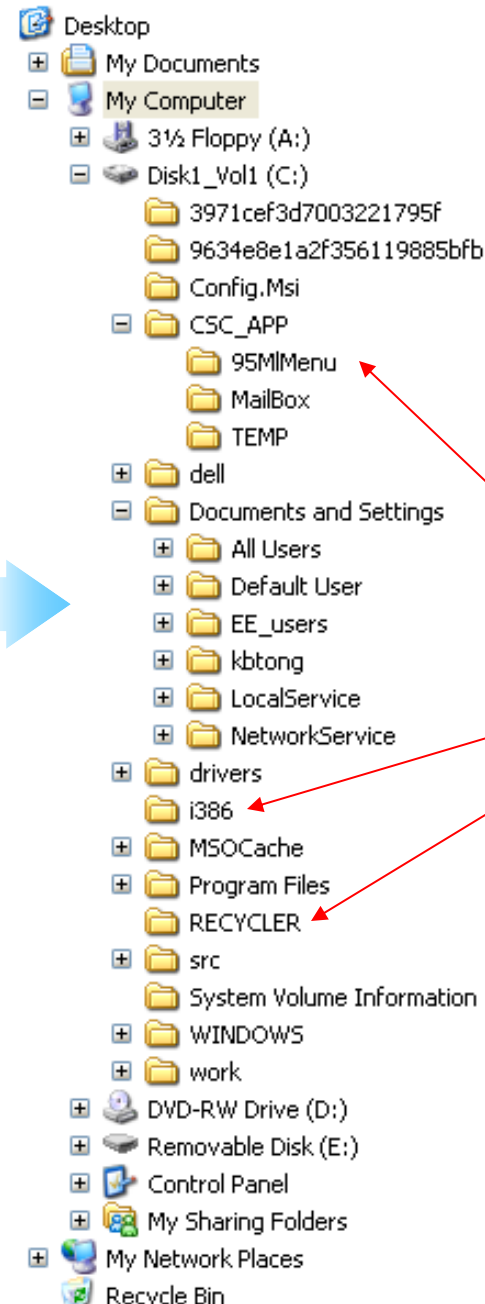 Desktop
My Documents
My Computer
3½ Floppy (A:)
Disk1_Vol1 (C:)
3971cef3d7003221795f
9634e8e1a2f356119885bfb
Config.Msi
CSC_APP
95MlMenu
MailBox
TEMP
dell
Documents and Settings
All Users
Default User
EE_users
kbtong
LocalService
NetworkService
drivers
i386
MSOCache
Program Files
RECYCLER
src
System Volume Information
WINDOWS
work
DVD-RW Drive (D:)
Removable Disk (E:)
Control Panel
My Sharing Folders
My Network Places
Recycle Bin